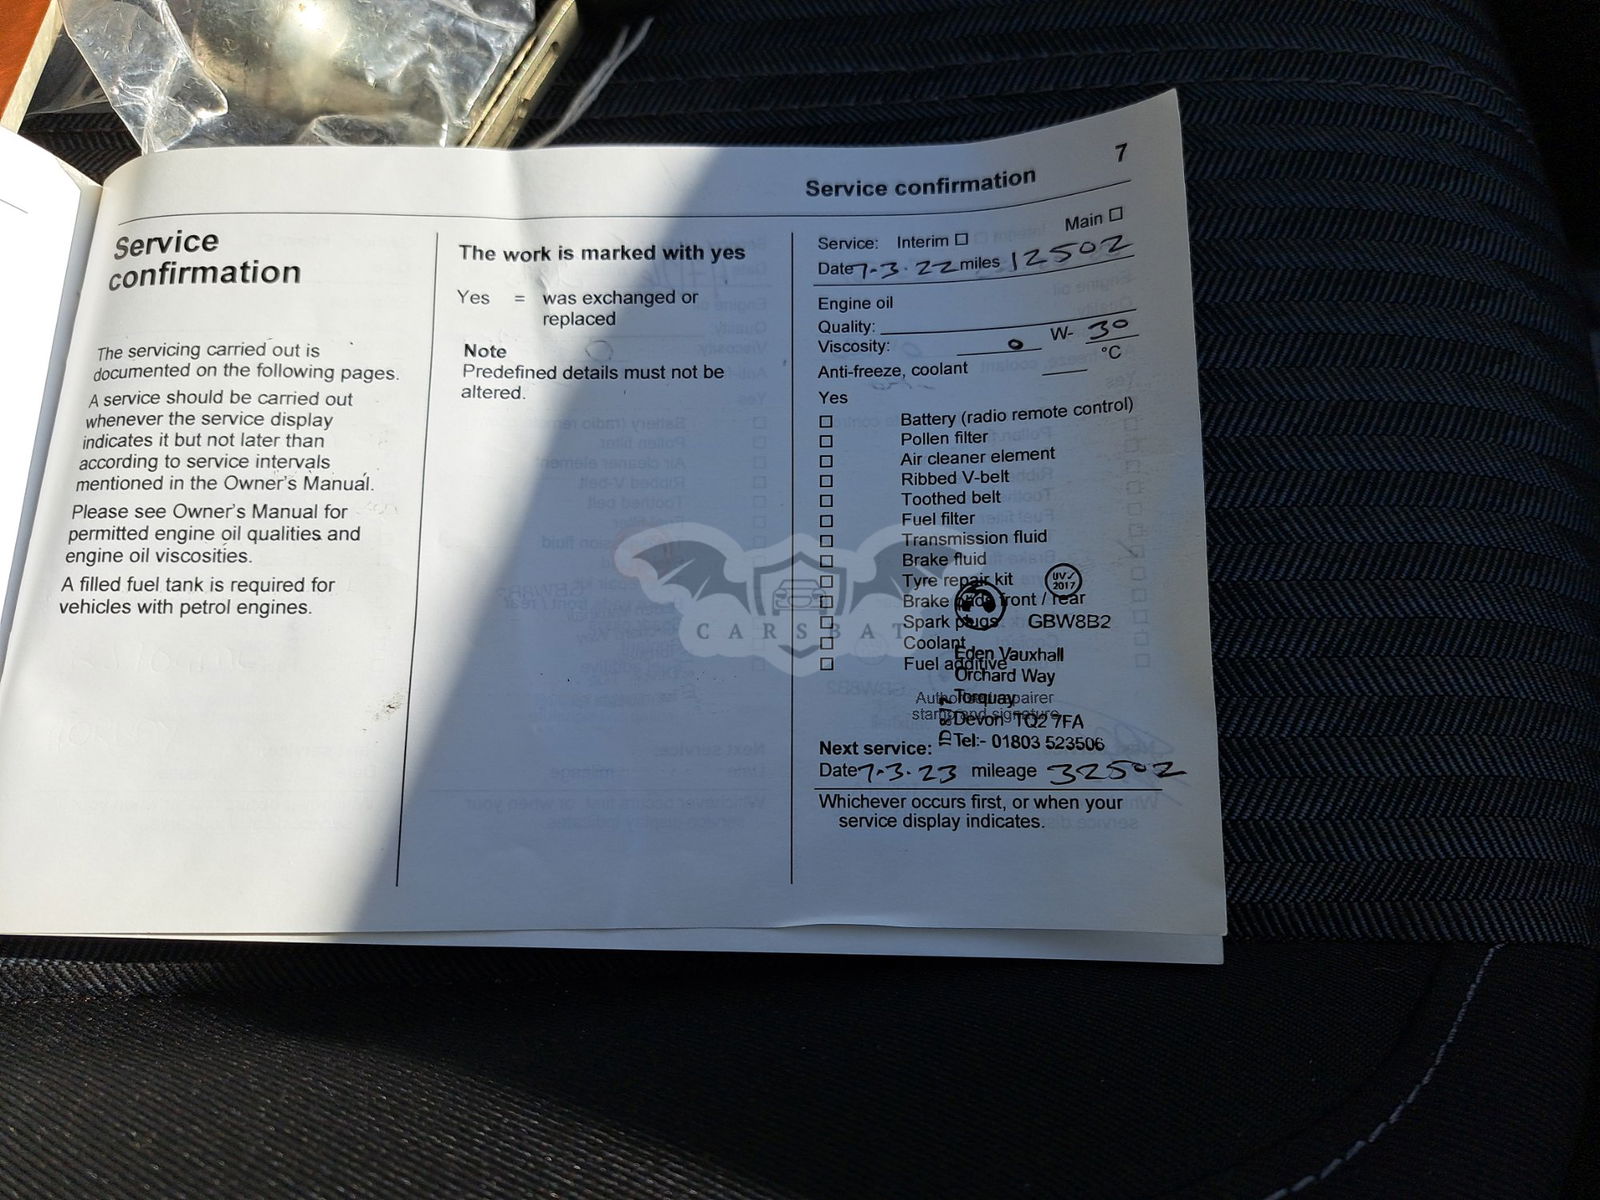 7
Service confirmation
Service
confirmation
The servicing carried out is
documented on the following pages.
A service should be carried out
whenever the service display
indicates it but not later than
according to service intervals
mentioned in the Owner's Manual.
Please see Owner's Manual for
permitted engine oil qualities and
engine oil viscosities.
A filled fuel tank is required for
vehicles with petrol engines.
The work is marked with yes
Yes = was exchanged or
replaced
Note
Predefined details must not be
altered.
Service: Interim ☐ Main ☐
Date 7-3-22 miles 12502
Engine oil
Quality:
Viscosity: 0 W- 30
Anti-freeze, coolant °C
Yes
☐ Battery (radio remote control)
☐ Pollen filter
☐ Air cleaner element
☐ Ribbed V-belt
☐ Toothed belt
☐ Fuel filter
☐ Transmission fluid
☐ Brake fluid
☐ Tyre repair kit
☐ Brake pads front / rear
☐ Spark plugs
☐ Coolant
☐ Fuel additive
UV✓
2017
GBW8B2
Eden Vauxhall
Orchard Way
Torquay
Devon TQ2 7FA
Tel:- 01803 523506
Authorised repairer
stamp and signature
Next service:
Date 7-3-23 mileage 32502
Whichever occurs first, or when your
service display indicates.
CARSBAT